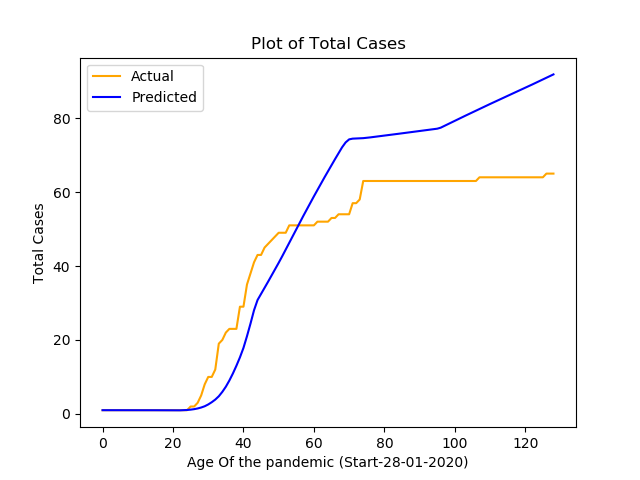 Plot of Total Cases
Actual
Predicted
80
60
40
20
0
Total Cases
0 20 40 60 80 100 120
Age Of the pandemic (Start-28-01-2020)